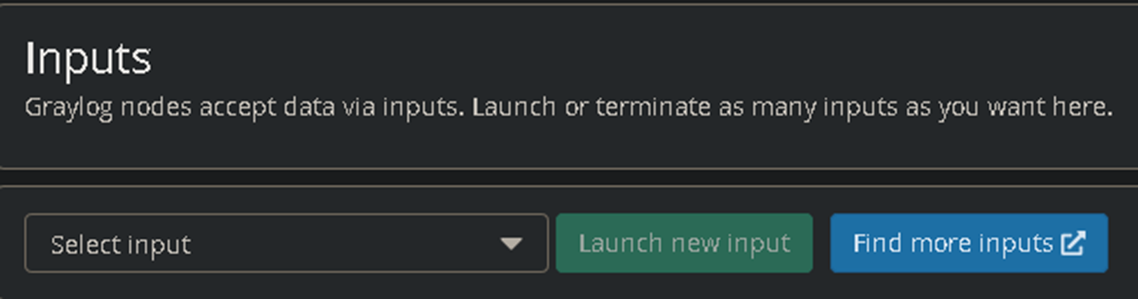 Inputs
Graylog nodes accept data via inputs. Launch or terminate as many inputs as you want here.
Select input
Launch new input
Find more inputs